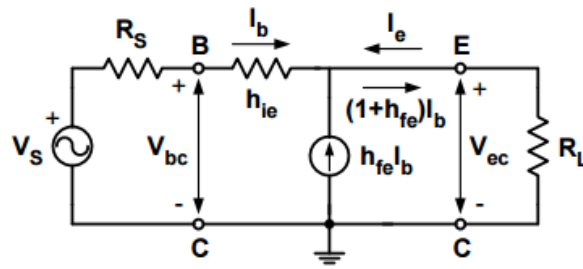 I_b
I_e
R_S
B
E
+
+
+
h_ie
(1+h_fe)I_b
V_S
V_bc
h_fe I_b
V_ec
R_L
-
-
C
C